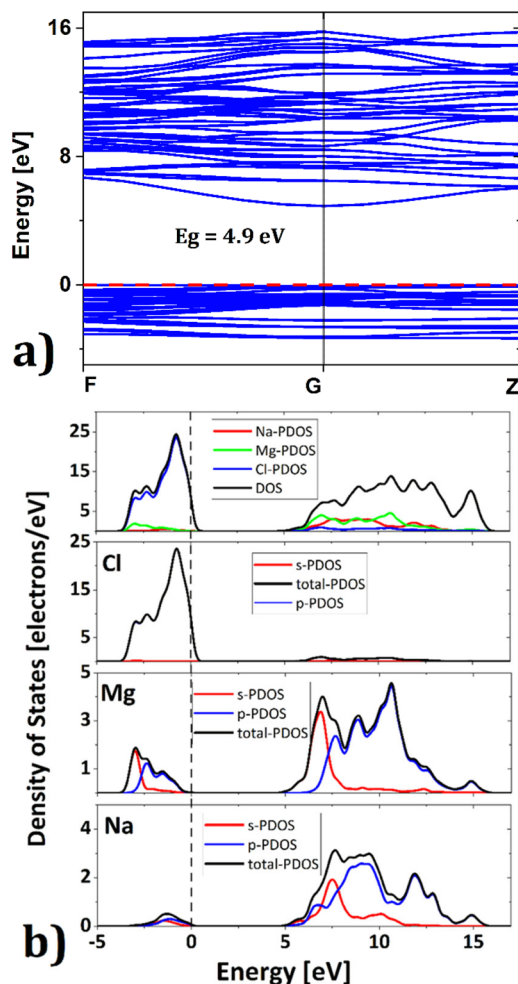 16
8
0
Energy [eV]
Eg = 4.9 eV
a)
F
G
Z
25
15
5
Na-PDOS
Mg-PDOS
Cl-PDOS
DOS
Cl
25
15
5
s-PDOS
total-PDOS
p-PDOS
Mg
5
3
1
s-PDOS
p-PDOS
total-PDOS
Na
4
2
0
s-PDOS
p-PDOS
total-PDOS
Density of States [electrons/eV]
-5
0
5
10
15
b)
Energy [eV]